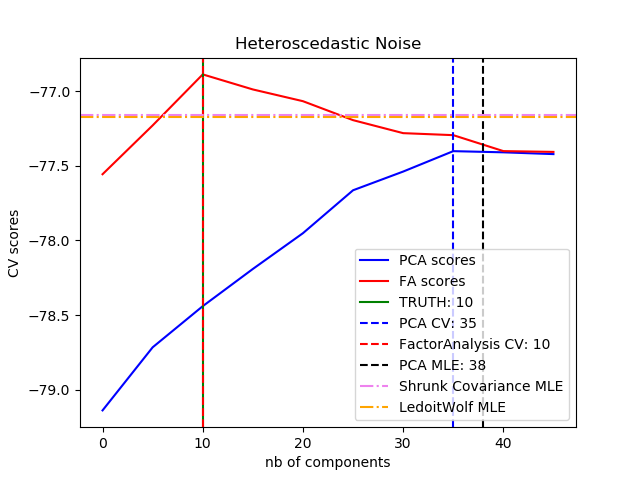 Heteroscedastic Noise
CV scores
−77.0
−77.5
−78.0
−78.5
−79.0
PCA scores
FA scores
TRUTH: 10
PCA CV: 35
FactorAnalysis CV: 10
PCA MLE: 38
Shrunk Covariance MLE
LedoitWolf MLE
0 10 20 30 40
nb of components